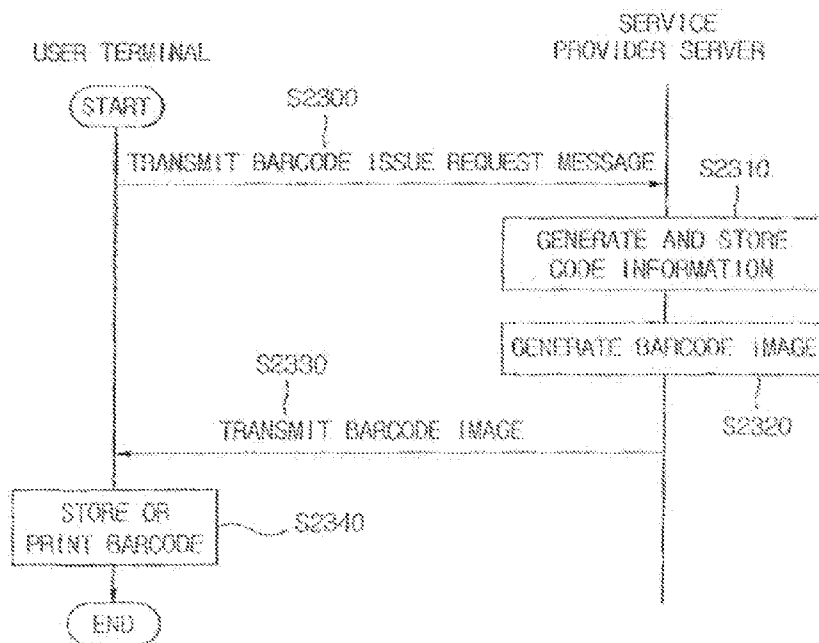 SERVICE
USER TERMINAL
PROVIDER SERVER
START
S2300
TRANSMIT BARCODE ISSUE REQUEST MESSAGE
S2310
GENERATE AND STORE
CODE INFORMATION
GENERATE BARCODE IMAGE
S2330
S2320
TRANSMIT BARCODE IMAGE
STORE OR
PRINT BARCODE
S2340
END